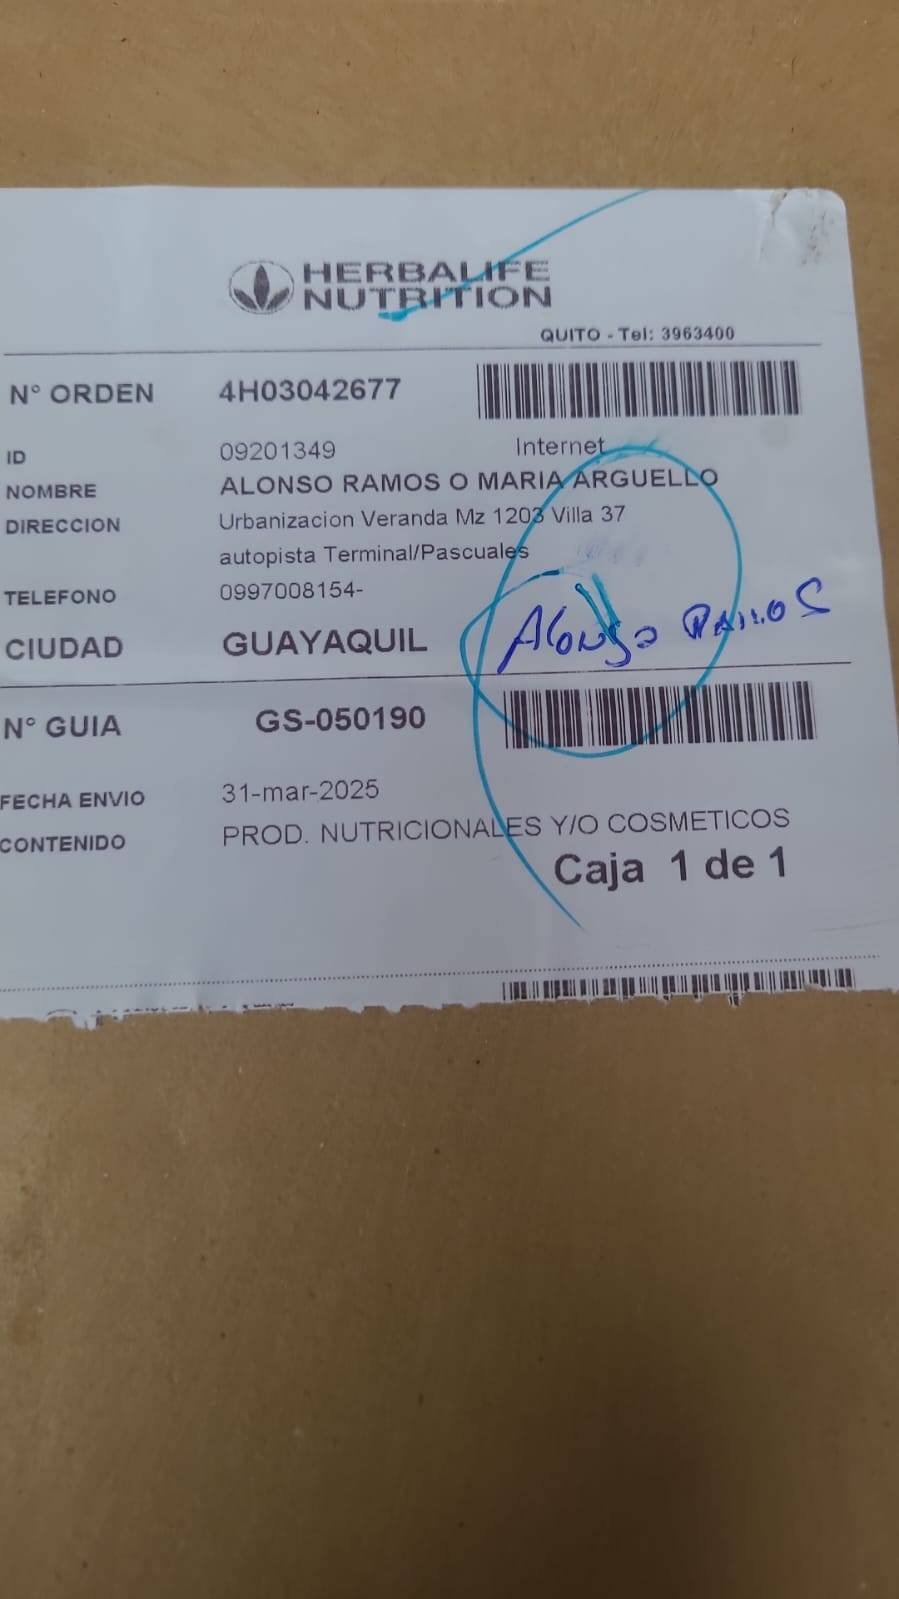 HERBALIFE
NUTRITION
QUITO - Tel: 3963400
N° ORDEN 4H03042677
ID 09201349 Internet
NOMBRE ALONSO RAMOS O MARIA ARGUELLO
DIRECCION Urbanizacion Veranda Mz 1203 Villa 37
autopista Terminal/Pascuales
TELEFONO 0997008154-
CIUDAD GUAYAQUIL
Alonso RAMOS
N° GUIA GS-050190
FECHA ENVIO 31-mar-2025
CONTENIDO PROD. NUTRICIONALES Y/O COSMETICOS
Caja 1 de 1